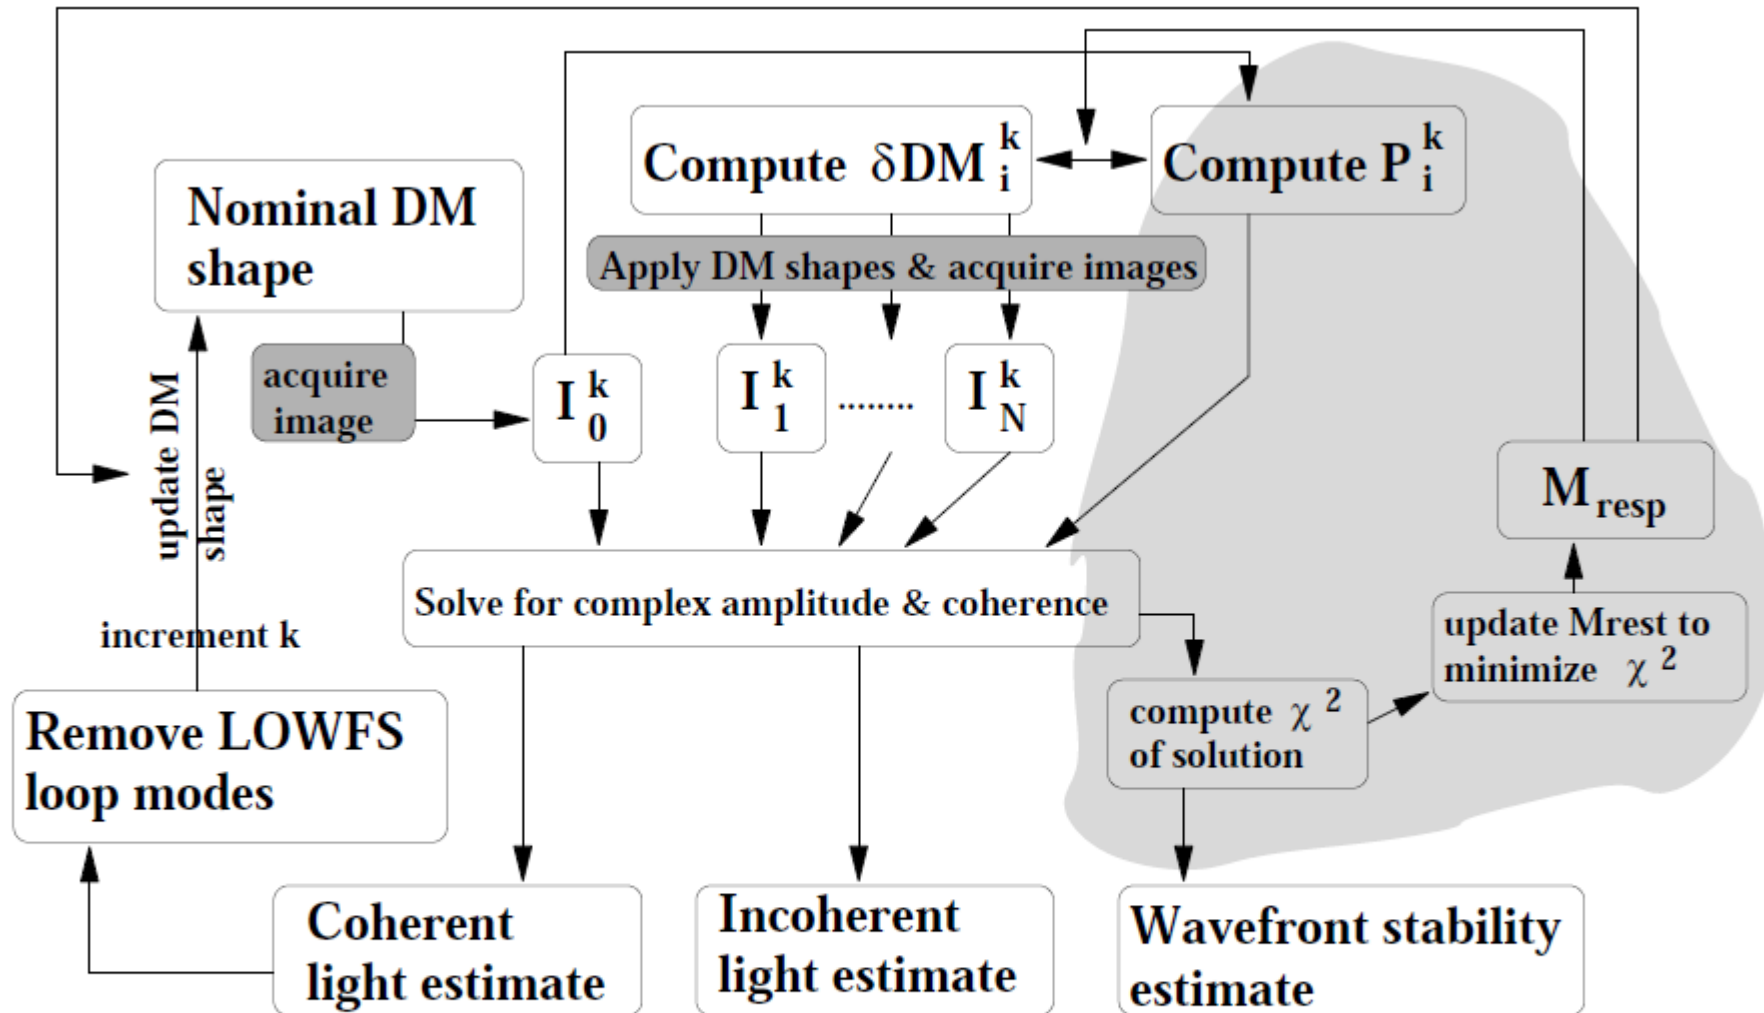 Compute δDM k i
Compute P k i
Nominal DM
shape
Apply DM shapes & acquire images
acquire
image
I k 0
I k 1
........
I k N
update DM
shape
M resp
Solve for complex amplitude & coherence
increment k
update Mrest to
minimize χ 2
Remove LOWFS
loop modes
compute χ 2
of solution
Coherent
light estimate
Incoherent
light estimate
Wavefront stability
estimate